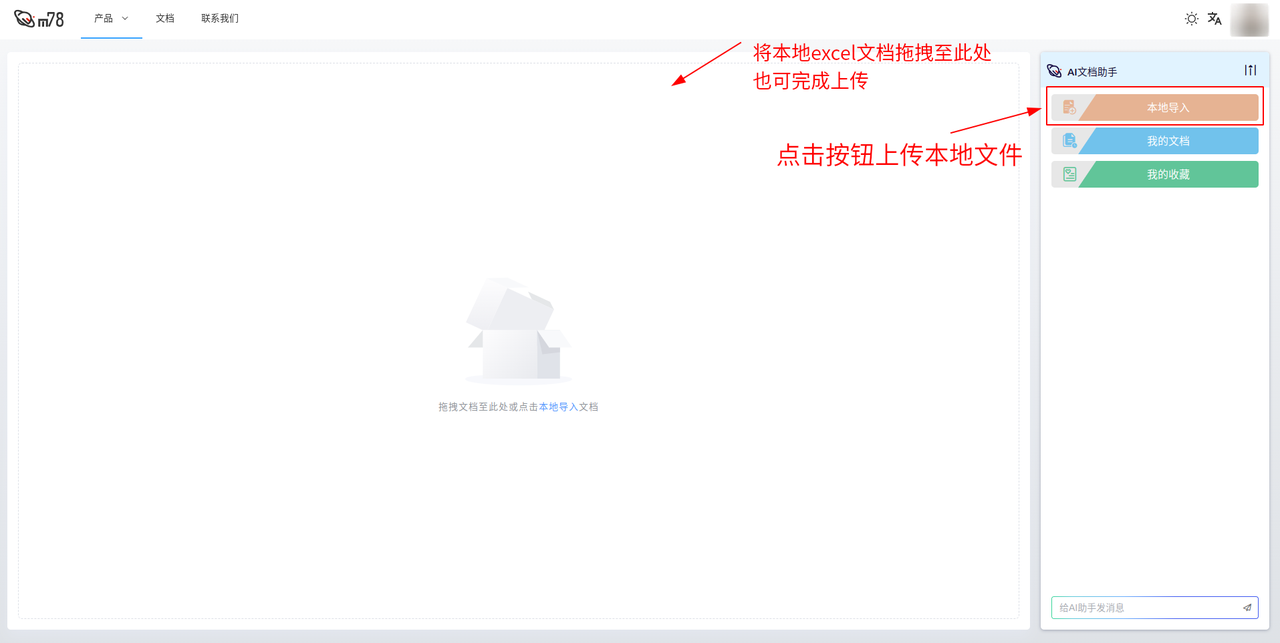 m78
产品
文档
联系我们
将本地excel文档拖拽至此处
也可完成上传
AI文档助手
本地导入
点击按钮上传本地文件
我的文档
我的收藏
拖拽文档至此处或点击本地导入文档
给AI助手发消息